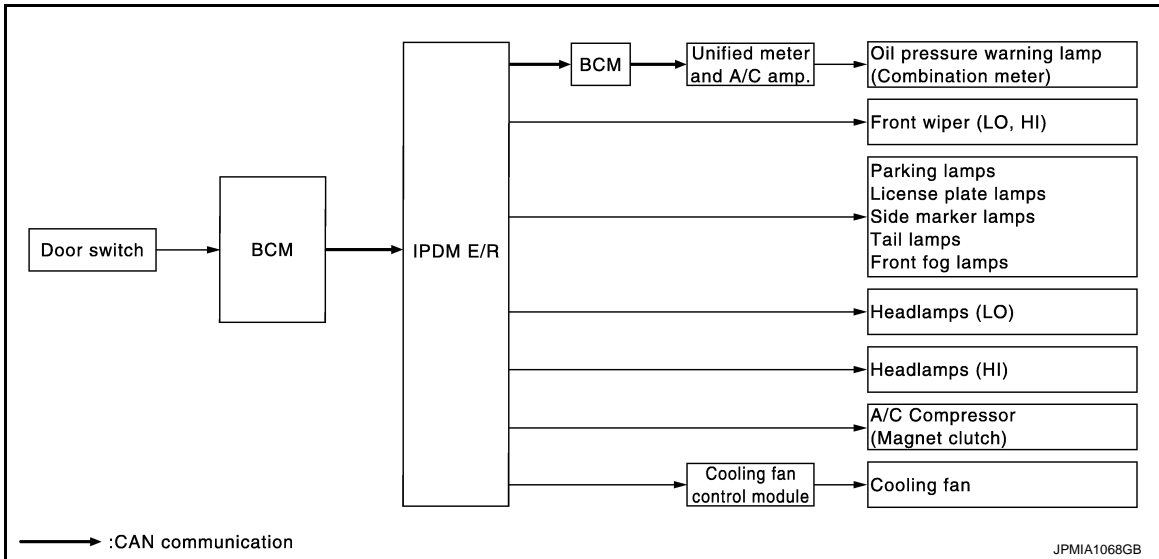 Door switch
BCM
IPDM E/R
BCM
Unified meter
and A/C amp.
Oil pressure warning lamp
(Combination meter)
Front wiper (LO, HI)
Parking lamps
License plate lamps
Side marker lamps
Tail lamps
Front fog lamps
Headlamps (LO)
Headlamps (HI)
A/C Compressor
(Magnet clutch)
Cooling fan
control module
Cooling fan
:CAN communication
JPMIA1068GB